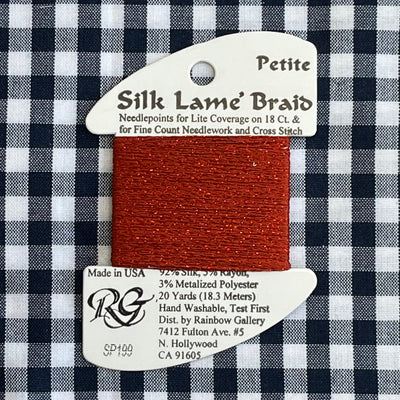 Petite
Silk Lame' Braid
Needlepoints for Lite Coverage on 18 Ct. &
for Fine Count Needlework and Cross Stitch
Made in USA
RG
SP199
92% Silk, 5% Rayon,
3% Metalized Polyester
20 Yards (18.3 Meters)
Hand Washable, Test First
Dist. by Rainbow Gallery
7412 Fulton Ave. #5
N. Hollywood
CA 91605